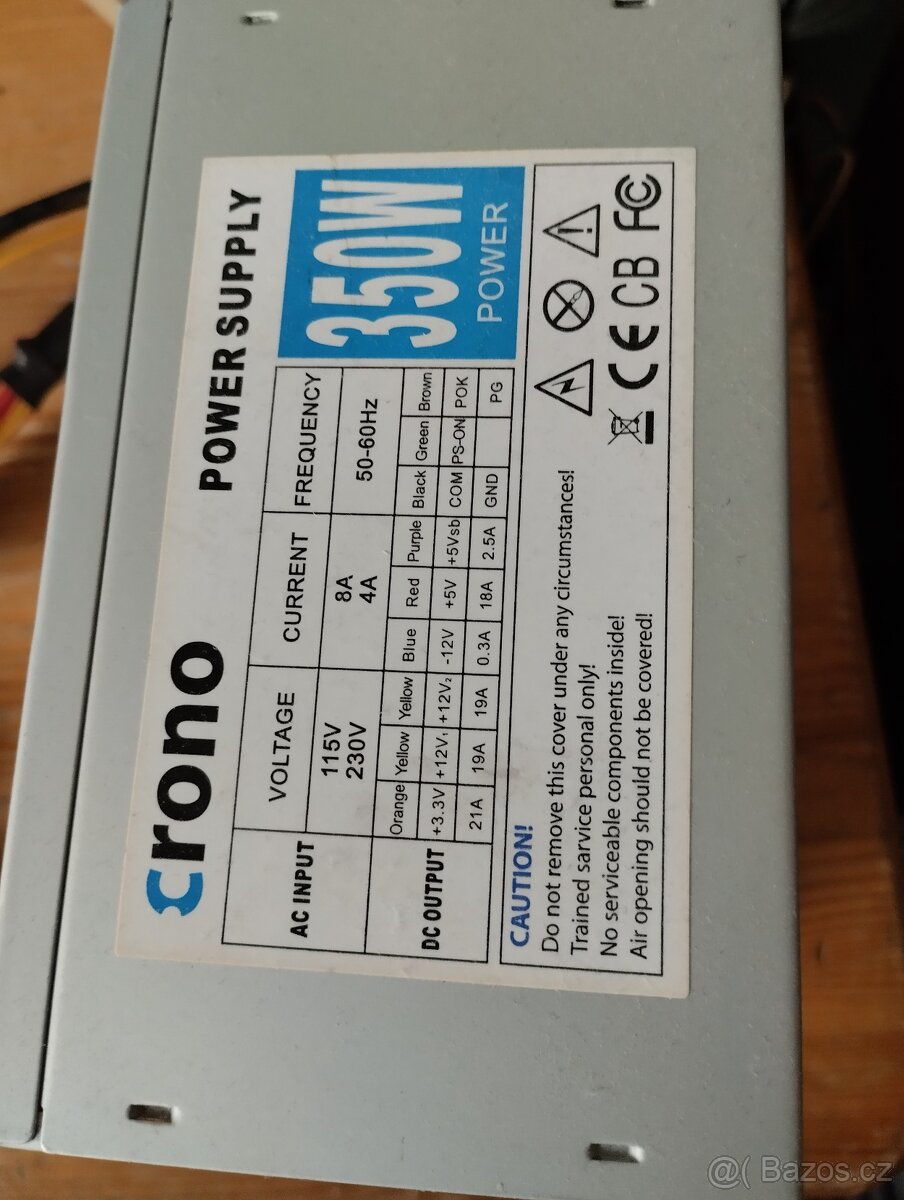 crono POWER SUPPLY
AC INPUT VOLTAGE CURRENT FREQUENCY
115V 8A 50-60Hz
230V 4A
350W
POWER
DC OUTPUT Orange Yellow Yellow Blue Red Purple Black Green Brown
+3.3V +12V₁ +12V₂ -12V +5V +5Vsb COM PS-ON POK
21A 19A 19A 0.3A 18A 2.5A GND PG
CAUTION!
Do not remove this cover under any circumstances!
Trained sarvice personal only!
No serviceable components inside!
Air opening should not be covered!
CE CB FC
@( Bazos.cz